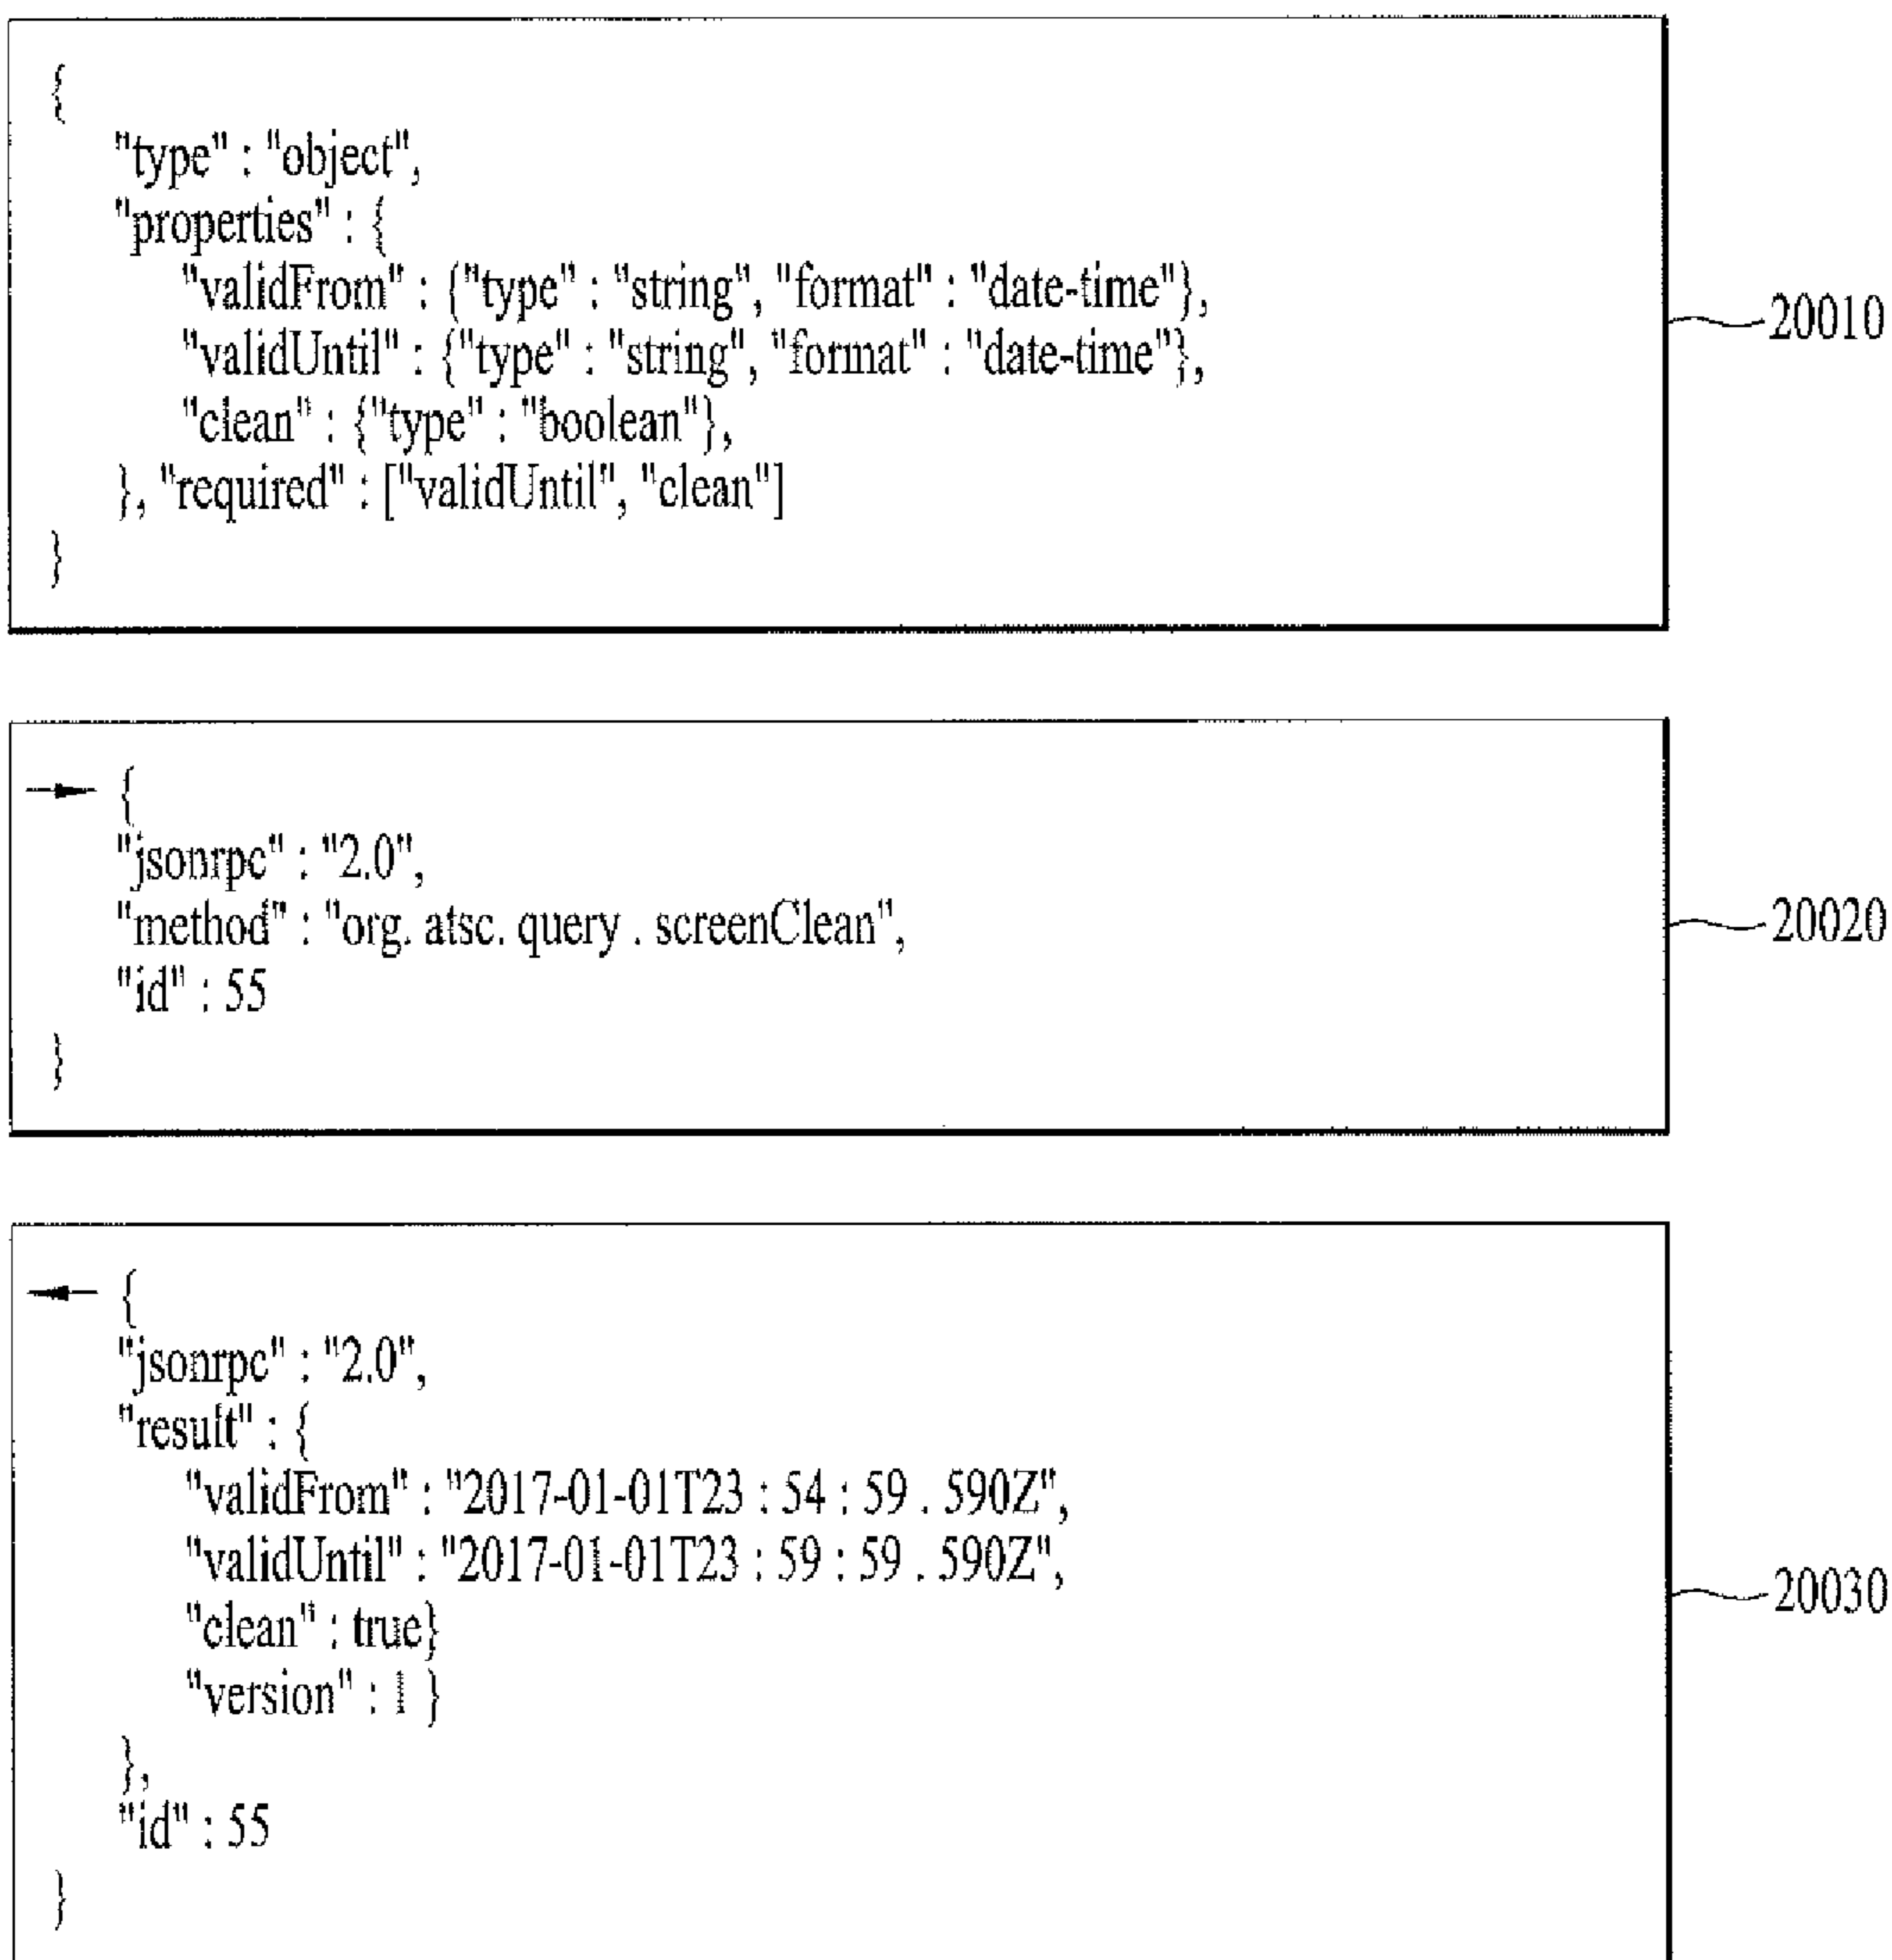 {
"type" : "object",
"properties" : {
"validFrom" : {"type" : "string", "format" : "date-time"},
"validUntil" : {"type" : "string", "format" : "date-time"},
"clean" : {"type" : "boolean"},
}, "required" : ["validUntil", "clean"]
}
20010
{
"jsonrpc" : "2.0",
"method" : "org. atsc. query . screenClean",
"id" : 55
}
20020
{
"jsonrpc" : "2.0",
"result" : {
"validFrom" : "2017-01-01T23 : 54 : 59 . 590Z",
"validUntil" : "2017-01-01T23 : 59 : 59 . 590Z",
"clean" : true}
"version" : 1 }
},
"id" : 55
}
20030